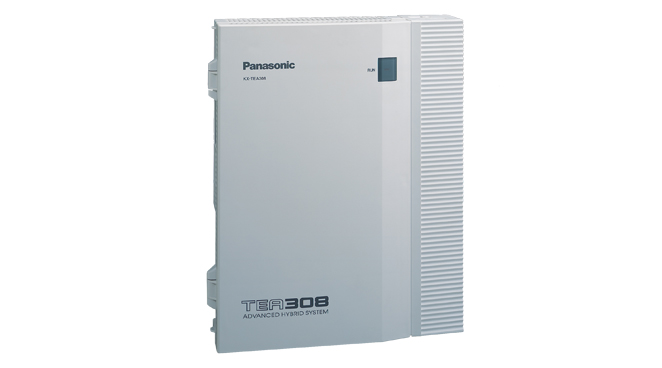 Panasonic
KX-TEA308
RUN
TEA308
ADVANCED HYBRID SYSTEM